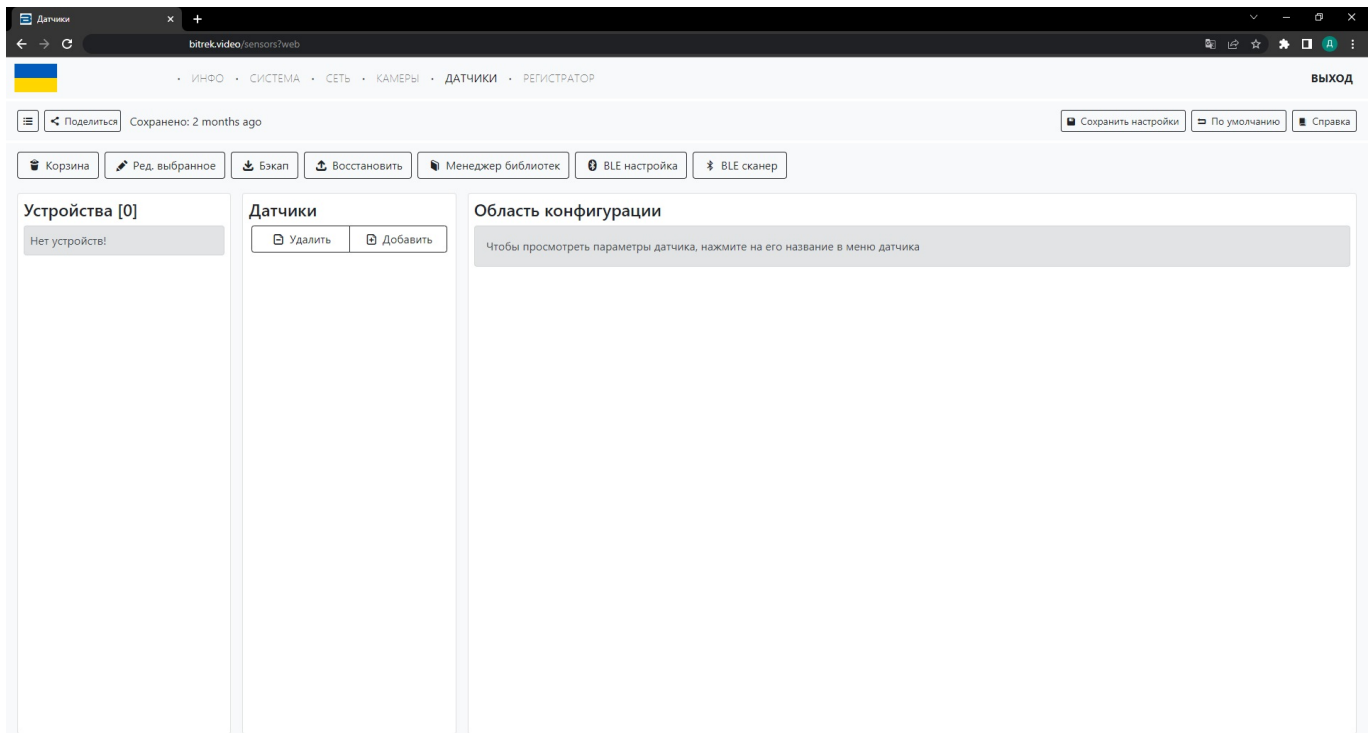 Датчики
bitrek.video/sensors?web
Д
• ИНФО • СИСТЕМА • СЕТЬ • КАМЕРЫ • ДАТЧИКИ • РЕГИСТРАТОР
ВЫХОД
Поделиться Сохранено: 2 months ago
Сохранить настройки По умолчанию Справка
Корзина Ред. выбранное Бэкап Восстановить Менеджер библиотек BLE настройка BLE сканер
Устройства [0]
Нет устройств!
Датчики
Удалить Добавить
Область конфигурации
Чтобы просмотреть параметры датчика, нажмите на его название в меню датчика